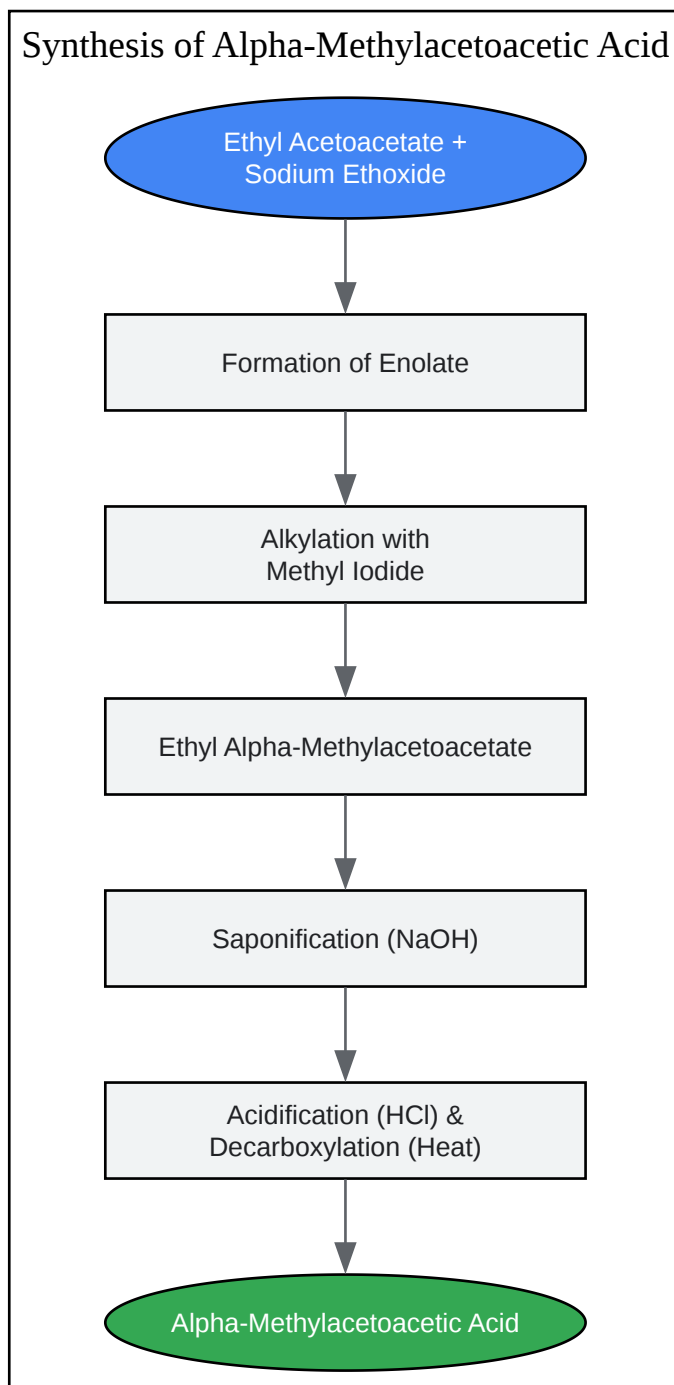 Synthesis of Alpha-Methylacetoacetic Acid
Ethyl Acetoacetate +
Sodium Ethoxide
Formation of Enolate
Alkylation with
Methyl Iodide
Ethyl Alpha-Methylacetoacetate
Saponification (NaOH)
Acidification (HCl) &
Decarboxylation (Heat)
Alpha-Methylacetoacetic Acid